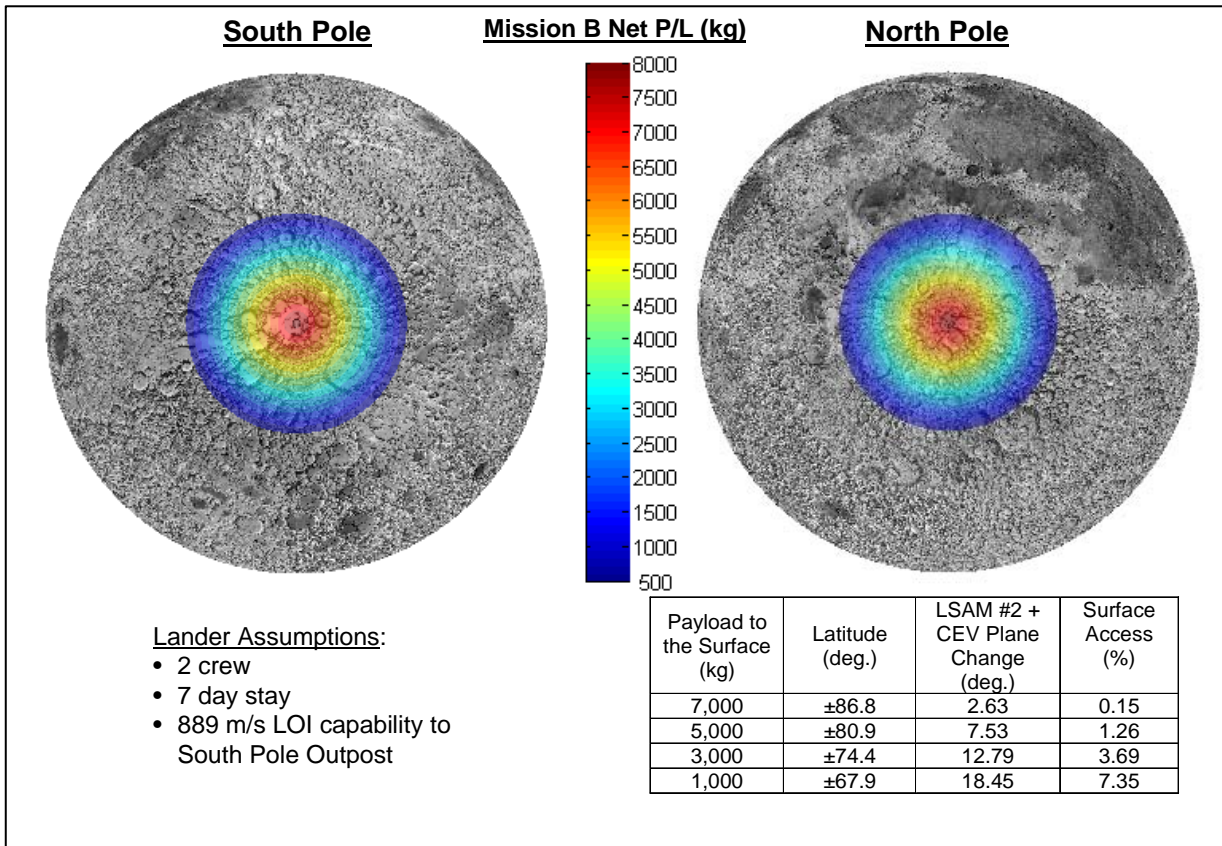 South Pole
Mission B Net P/L (kg)
North Pole
8000
7500
7000
6500
6000
5500
5000
4500
4000
3500
3000
2500
2000
1500
1000
500
Lander Assumptions:
• 2 crew
• 7 day stay
• 889 m/s LOI capability to
South Pole Outpost
Payload to
the Surface
(kg)
Latitude
(deg.)
LSAM #2 +
CEV Plane
Change
(deg.)
Surface
Access
(%)
7,000 ±86.8 2.63 0.15
5,000 ±80.9 7.53 1.26
3,000 ±74.4 12.79 3.69
1,000 ±67.9 18.45 7.35